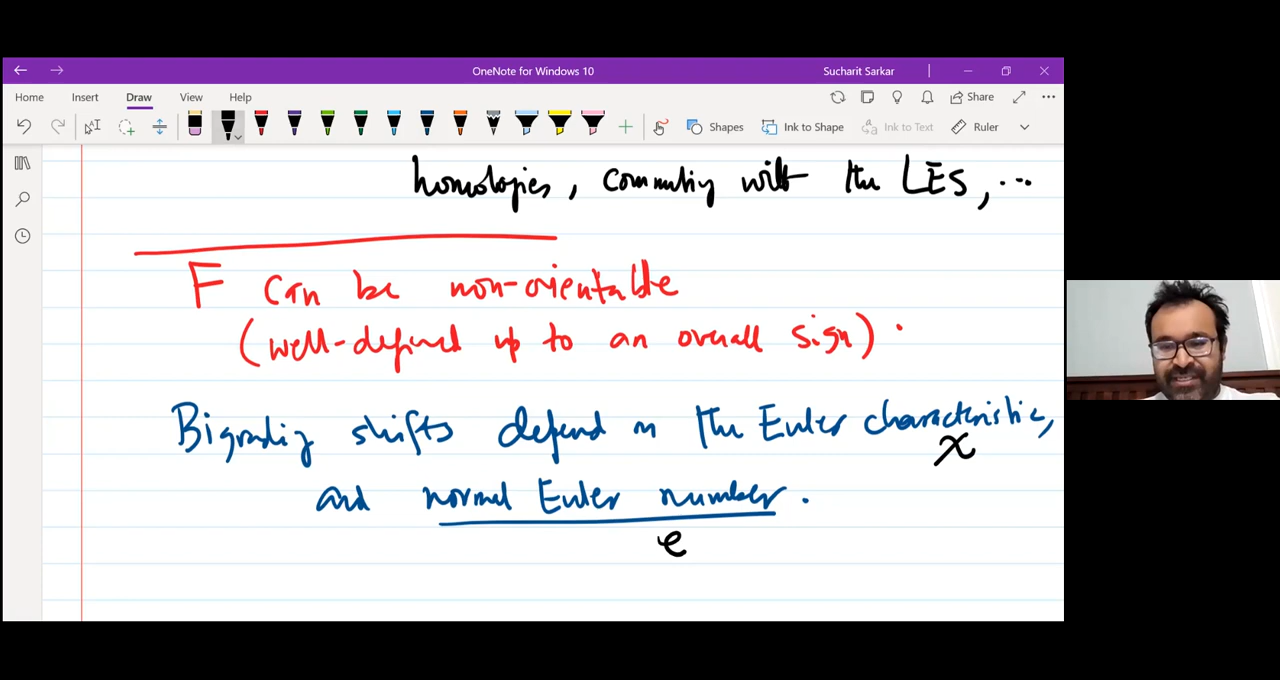 OneNote for Windows 10
Sucharit Sarkar
Home Insert Draw View Help
Share
Shapes Ink to Shape Ink to Text Ruler
homologies, commuting with the LES, ...
F can be non-orientable
(well-defined up to an overall sign).
Bigrading shifts depend on the Euler characteristic,
χ
and normal Euler number.
e